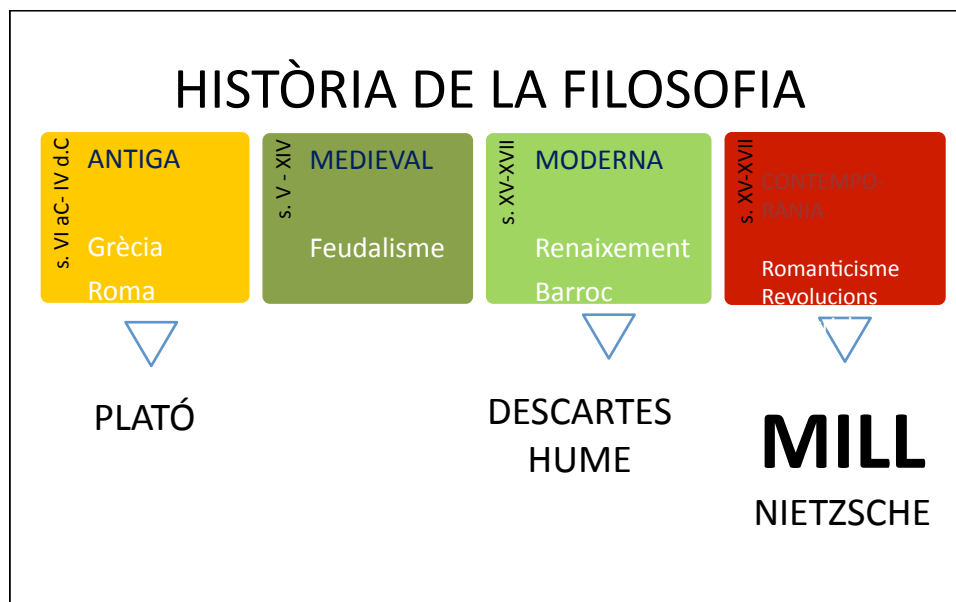 HISTÒRIA DE LA FILOSOFIA
s. VI aC- IV d.C
ANTIGA
Grècia
Roma
s. V - XIV
MEDIEVAL
Feudalisme
s. XV-XVII
MODERNA
Renaixement
Barroc
s. XV-XVII
CONTEMPO-
RÀNIA
Romanticisme
Revolucions
PLATÓ
DESCARTES
HUME
MILL
NIETZSCHE